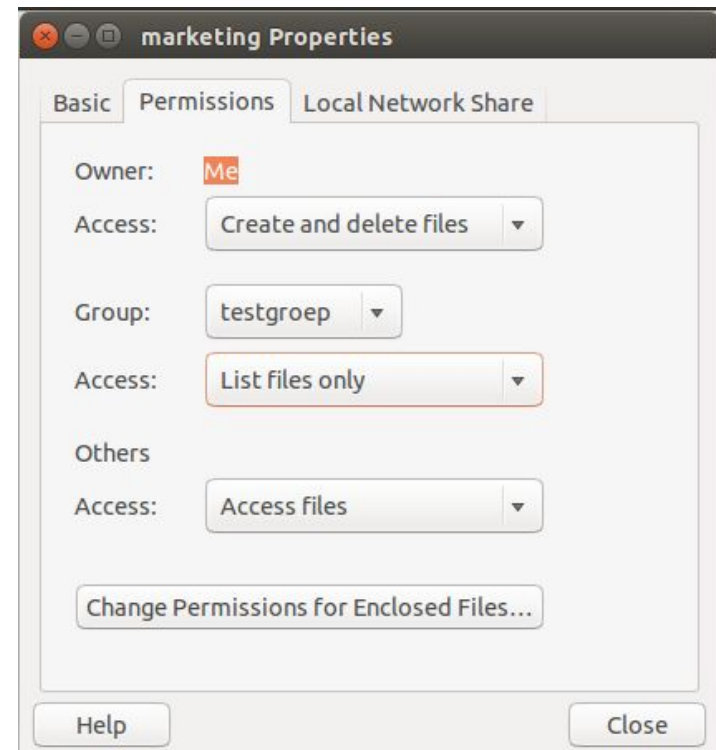 marketing Properties
Basic Permissions Local Network Share
Owner: Me
Access: Create and delete files
Group: testgroep
Access: List files only
Others
Access: Access files
Change Permissions for Enclosed Files...
Help Close